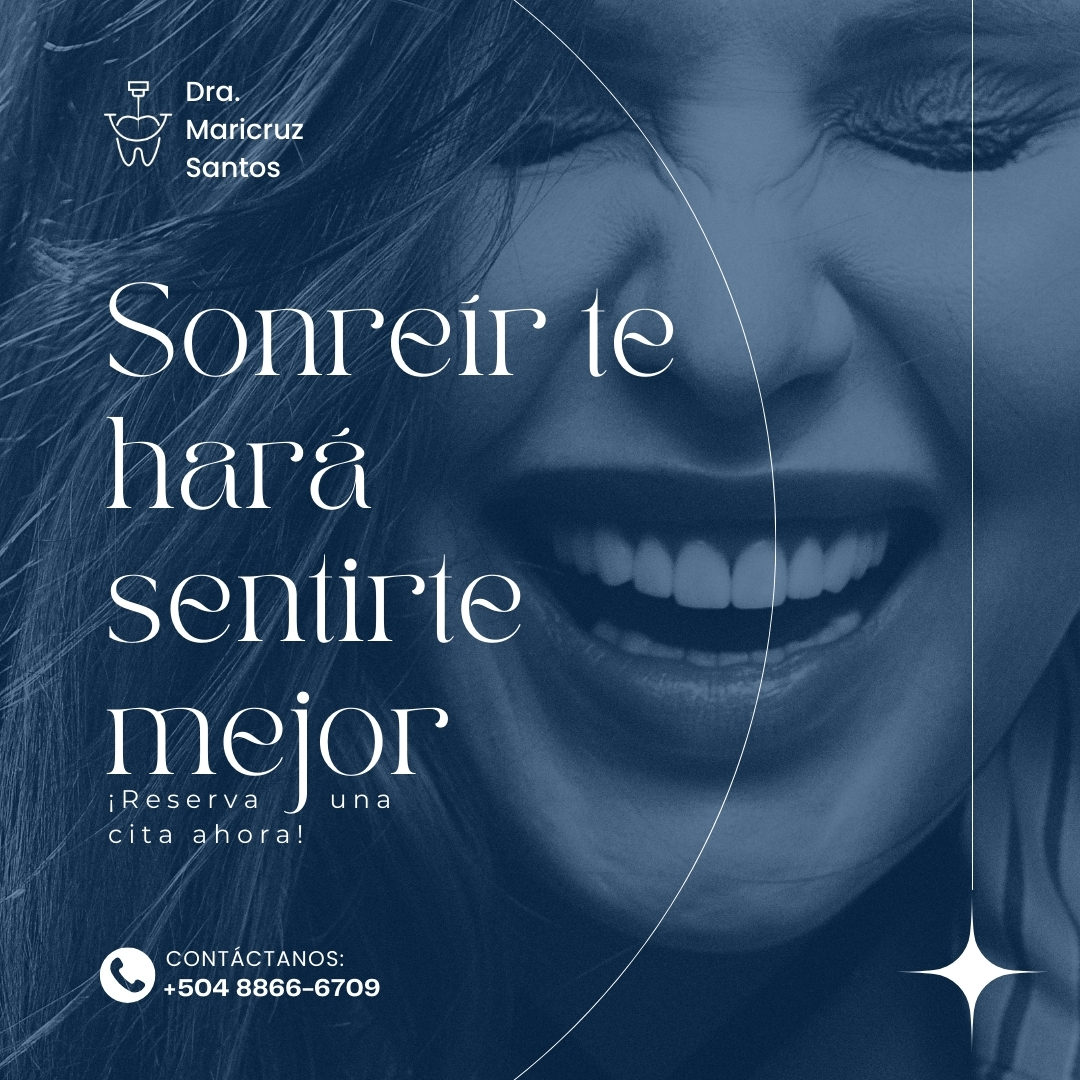 Dra.
Maricruz
Santos
Sonreír te
hará
sentirte
mejor
¡Reserva una
cita ahora!
CONTÁCTANOS:
+504 8866-6709